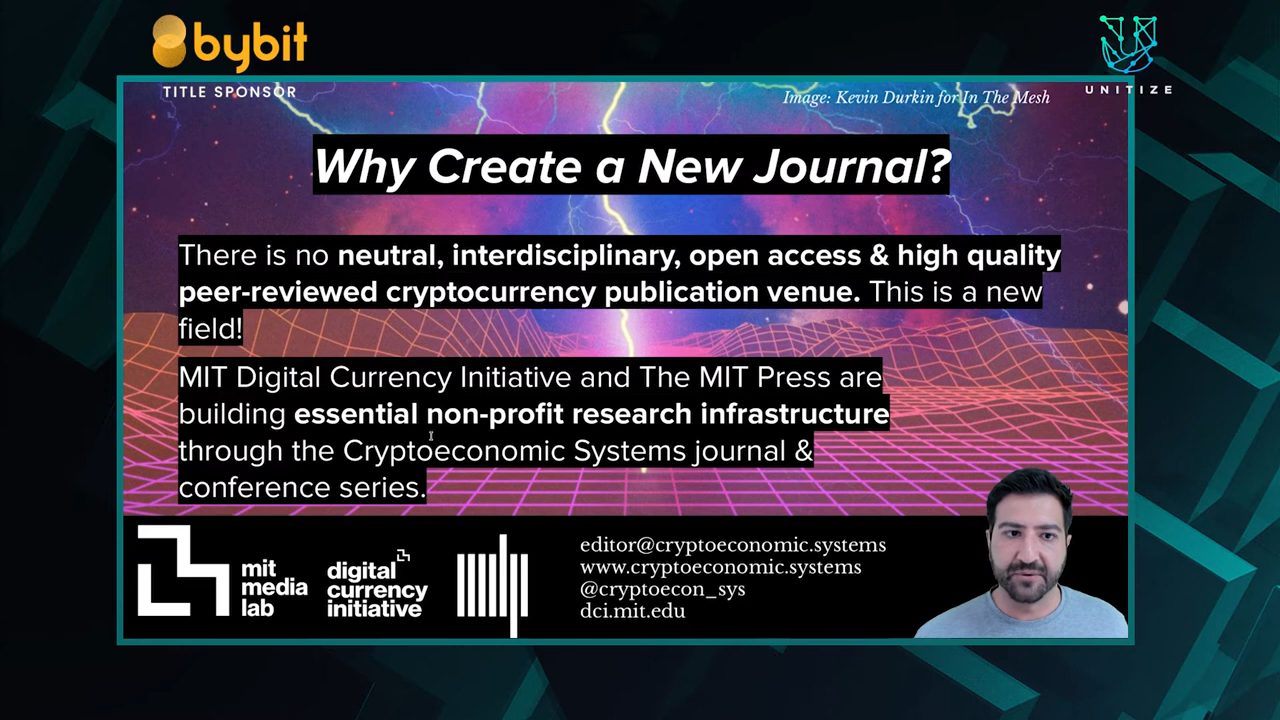 bybit
TITLE SPONSOR
UNITIZE
Image: Kevin Durkin for In The Mesh
Why Create a New Journal?
There is no neutral, interdisciplinary, open access & high quality
peer-reviewed cryptocurrency publication venue. This is a new
field!
MIT Digital Currency Initiative and The MIT Press are
building essential non-profit research infrastructure
through the Cryptoeconomic Systems journal &
conference series.
mit
media
lab
digital
currency
initiative
editor@cryptoeconomic.systems
www.cryptoeconomic.systems
@cryptoecon_sys
dci.mit.edu